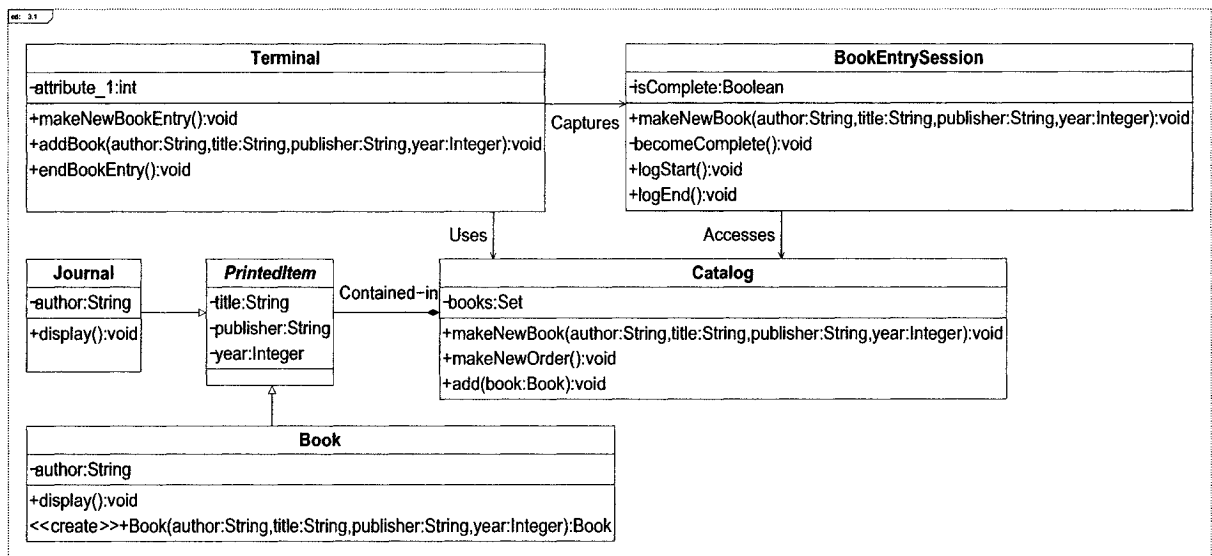 cd: 3.1
Terminal
-attribute_1:int
+makeNewBookEntry():void
+addBook(author:String,title:String,publisher:String,year:Integer):void
+endBookEntry():void
Captures
BookEntrySession
-isComplete:Boolean
+makeNewBook(author:String,title:String,publisher:String,year:Integer):void
-becomeComplete():void
+logStart():void
+logEnd():void
Uses
Accesses
Journal
-author:String
+display():void
PrintedItem
-title:String
-publisher:String
-year:Integer
Contained-in
Catalog
-books:Set
+makeNewBook(author:String,title:String,publisher:String,year:Integer):void
+makeNewOrder():void
+add(book:Book):void
Book
-author:String
+display():void
<<create>>+Book(author:String,title:String,publisher:String,year:Integer):Book